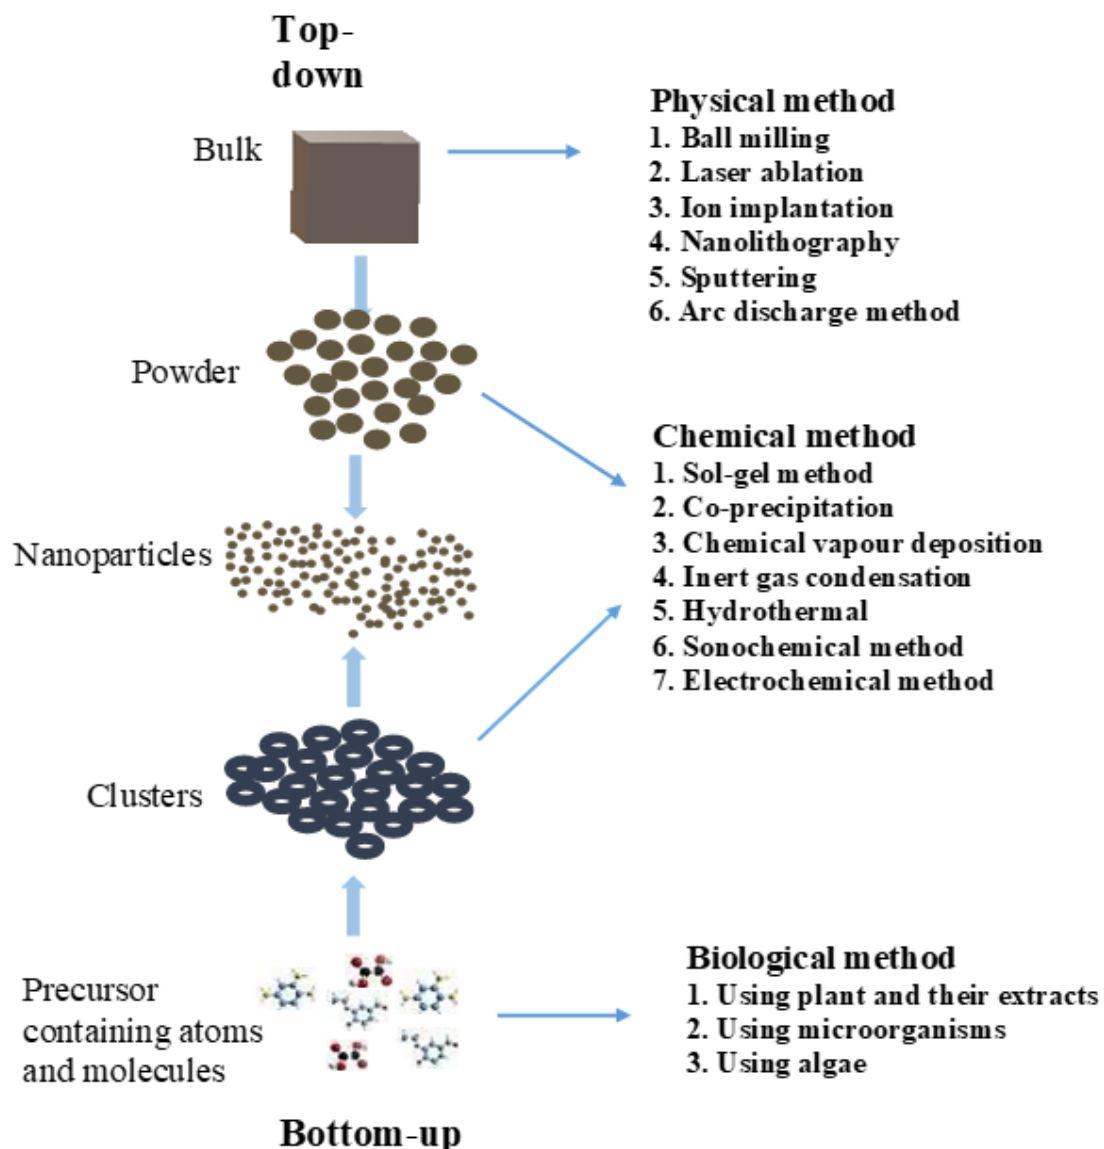 Top-
down
Bulk
Physical method
1. Ball milling
2. Laser ablation
3. Ion implantation
4. Nanolithography
5. Sputtering
6. Arc discharge method
Powder
Chemical method
1. Sol-gel method
2. Co-precipitation
3. Chemical vapour deposition
4. Inert gas condensation
5. Hydrothermal
6. Sonochemical method
7. Electrochemical method
Nanoparticles
Clusters
Precursor
containing atoms
and molecules
Biological method
1. Using plant and their extracts
2. Using microorganisms
3. Using algae
Bottom-up